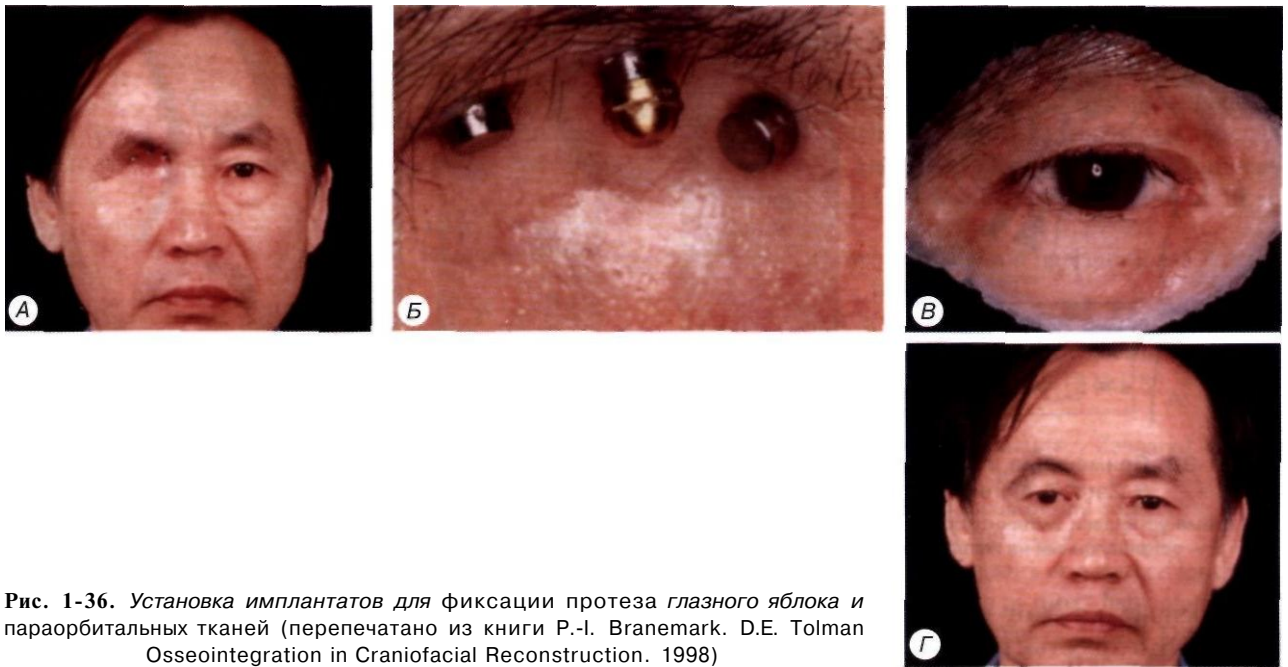 А
Б
В
Г
Рис. 1-36. Установка имплантатов для фиксации протеза глазного яблока и
параорбитальных тканей (перепечатано из книги P.-I. Branemark. D.E. Tolman
Osseointegration in Craniofacial Reconstruction. 1998)